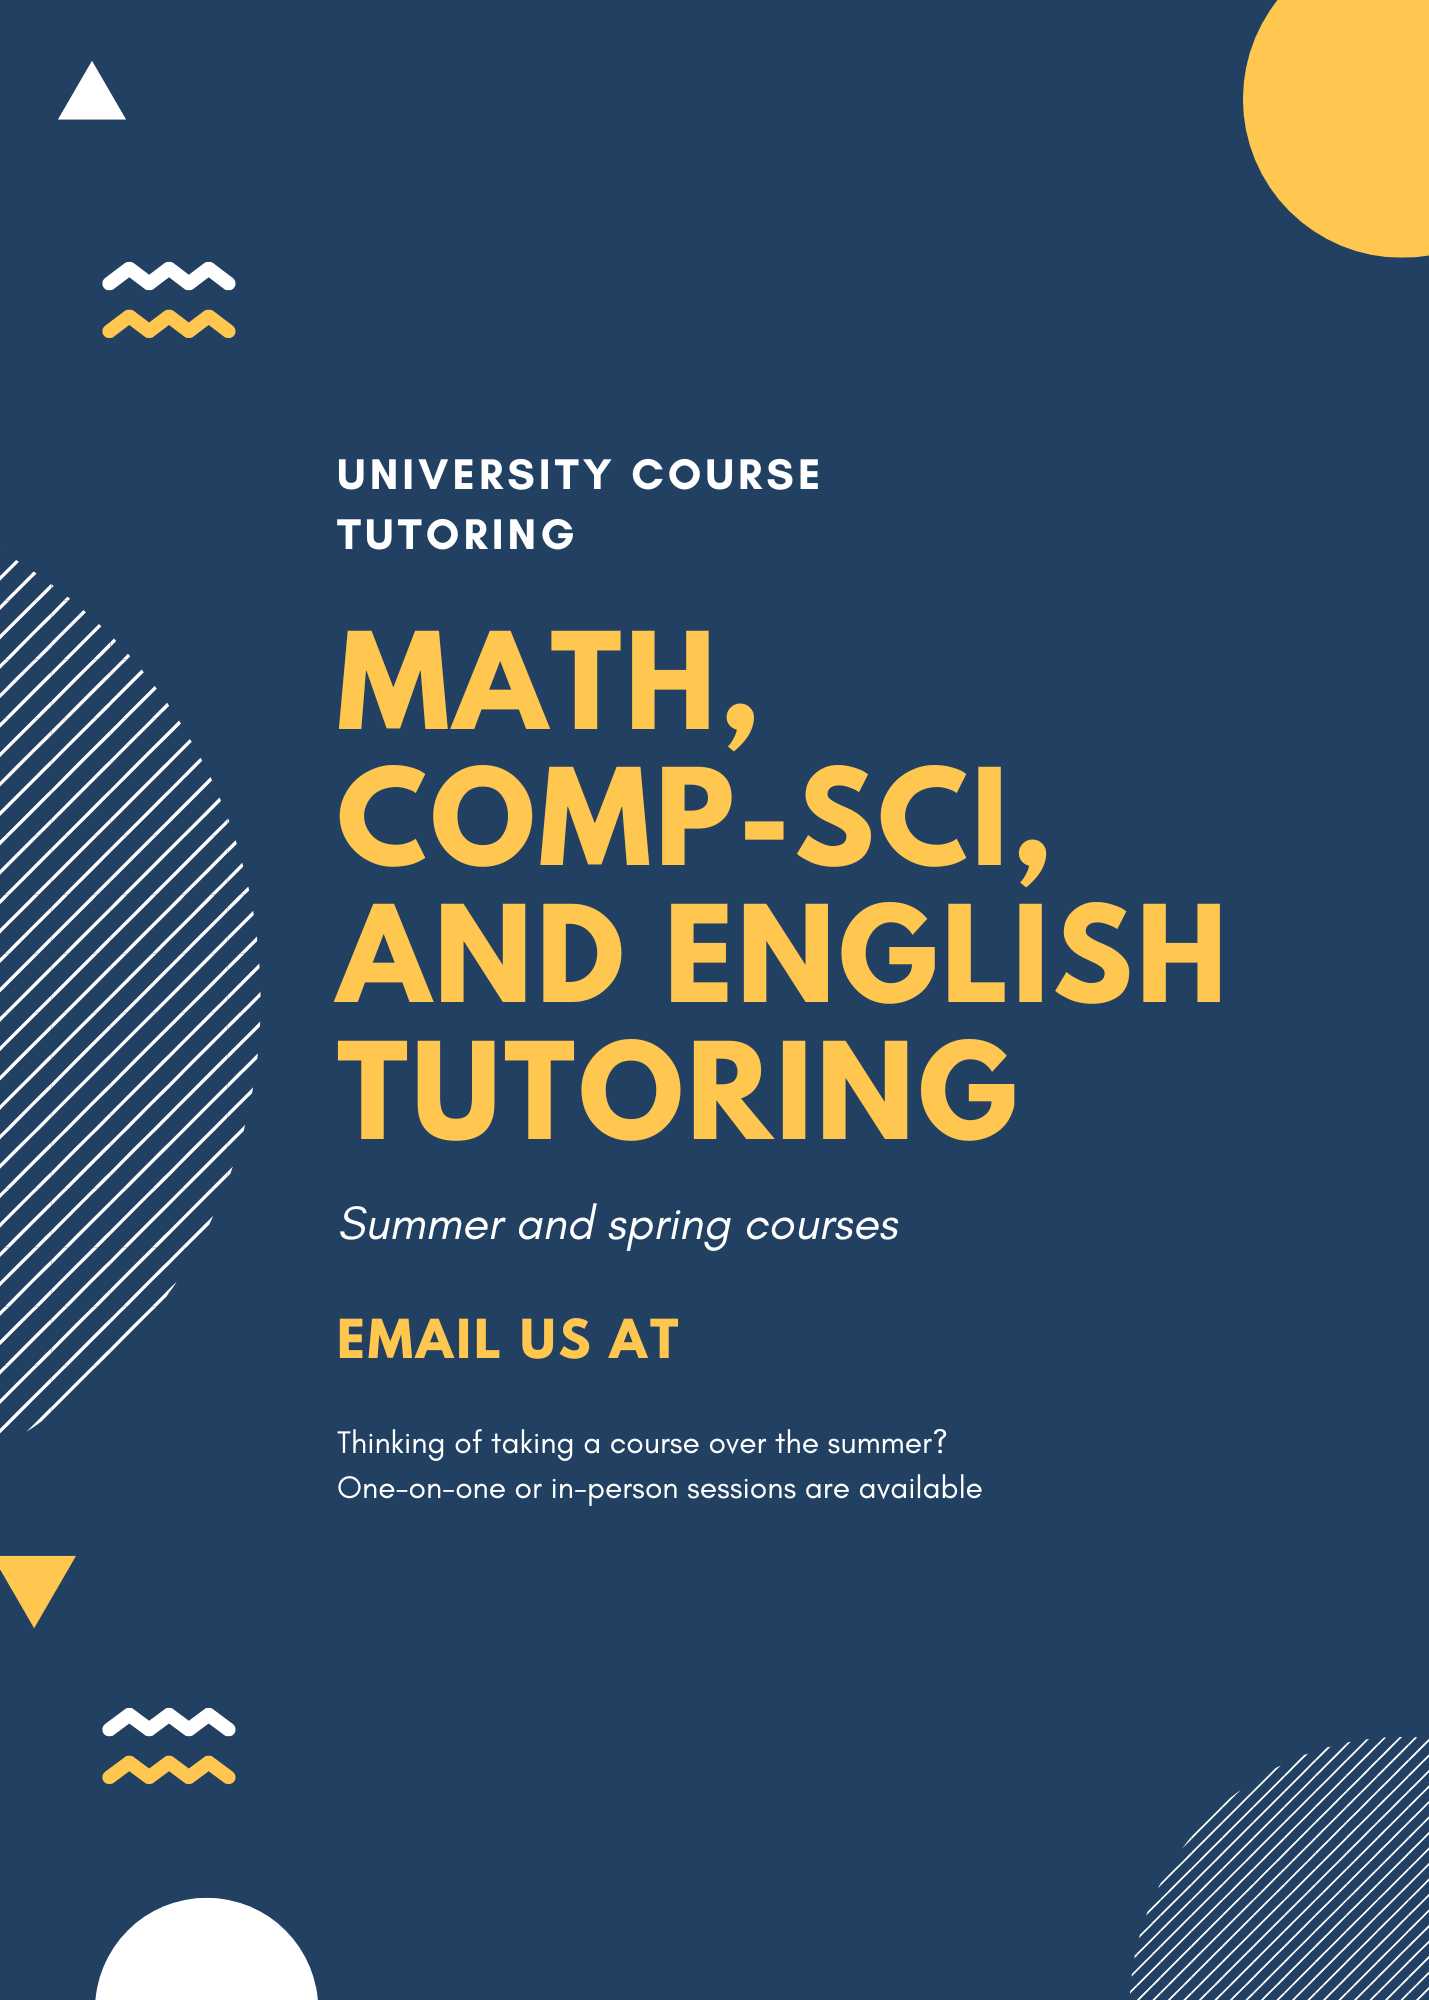 UNIVERSITY COURSE
TUTORING
MATH,
COMP-SCI,
AND ENGLISH
TUTORING
Summer and spring courses
EMAIL US AT
Thinking of taking a course over the summer?
One-on-one or in-person sessions are available